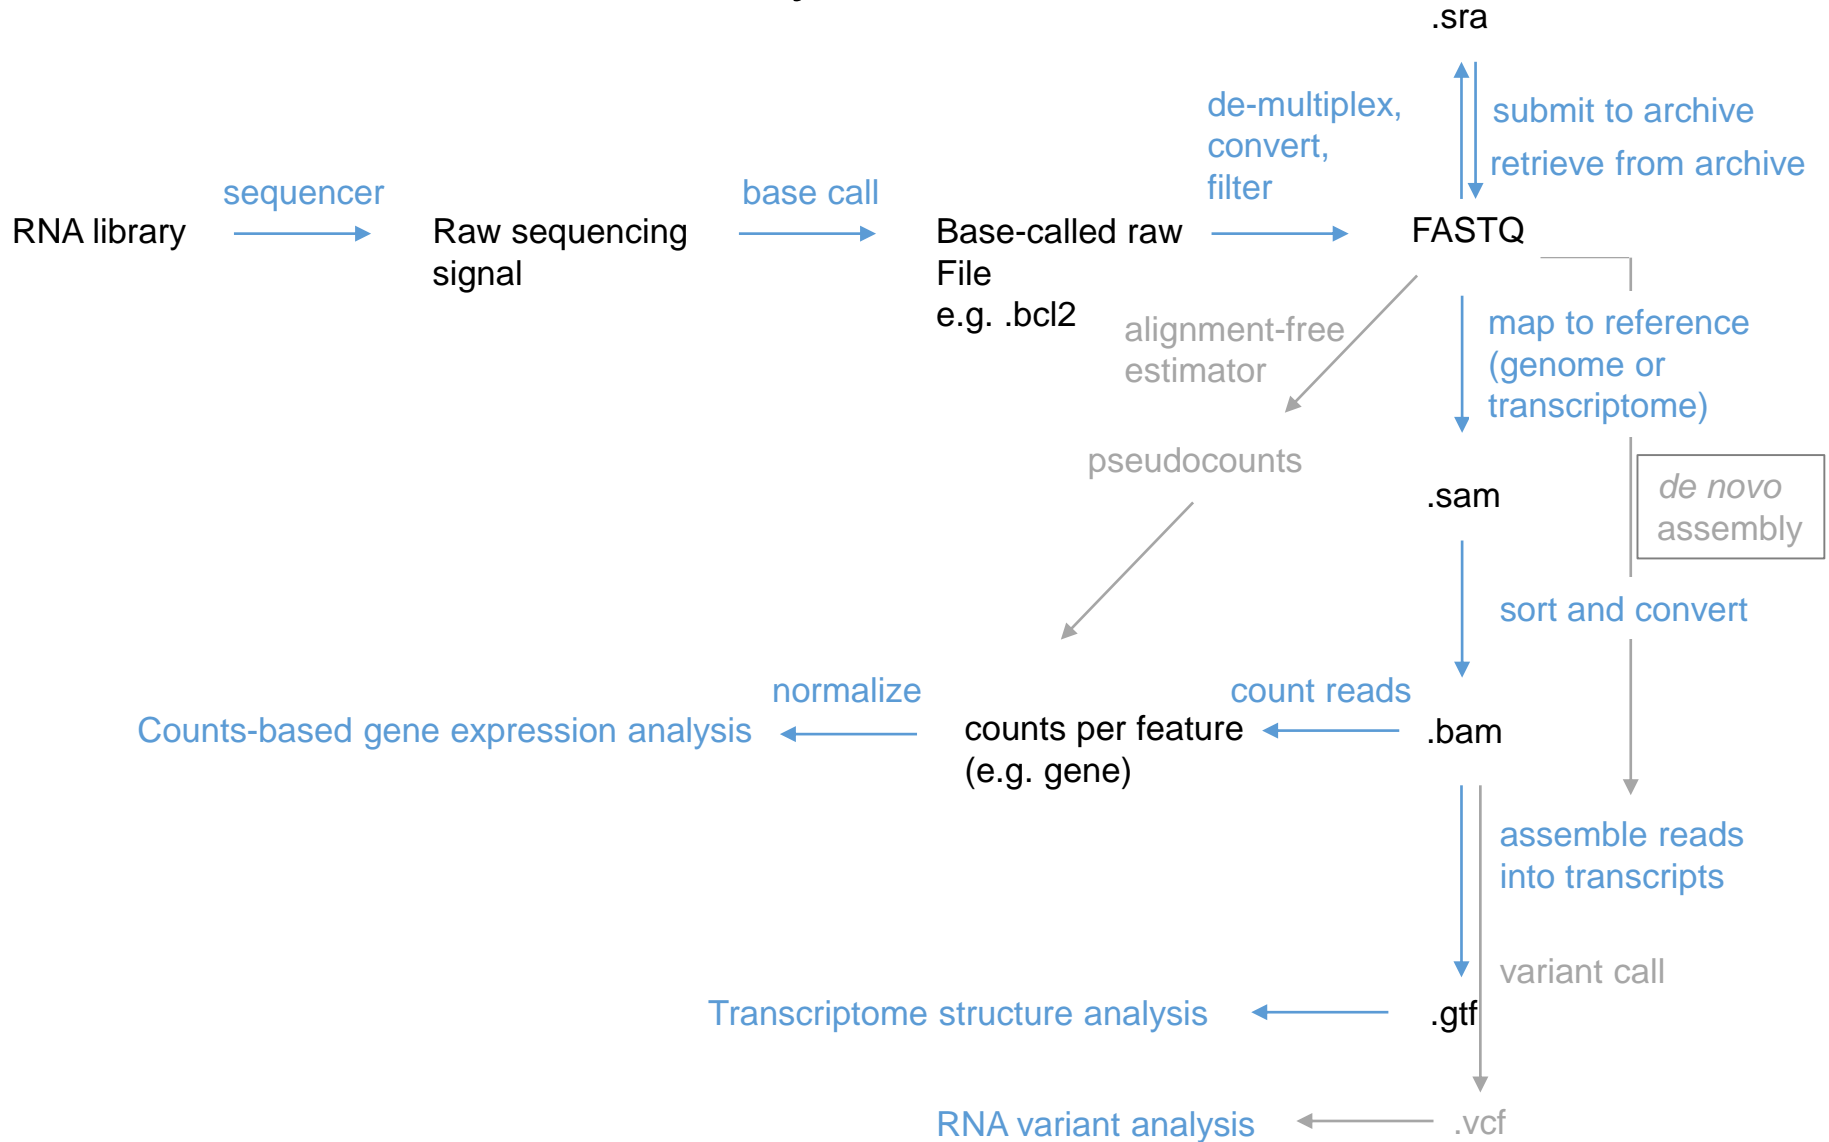 .sra
de-multiplex,
convert,
filter
submit to archive
retrieve from archive
sequencer
base call
RNA library
Raw sequencing
signal
Base-called raw
File
e.g. .bcl2
FASTQ
alignment-free
estimator
map to reference
(genome or
transcriptome)
pseudocounts
.sam
de novo
assembly
sort and convert
normalize
count reads
Counts-based gene expression analysis
counts per feature
(e.g. gene)
.bam
assemble reads
into transcripts
variant call
Transcriptome structure analysis
.gtf
RNA variant analysis
.vcf